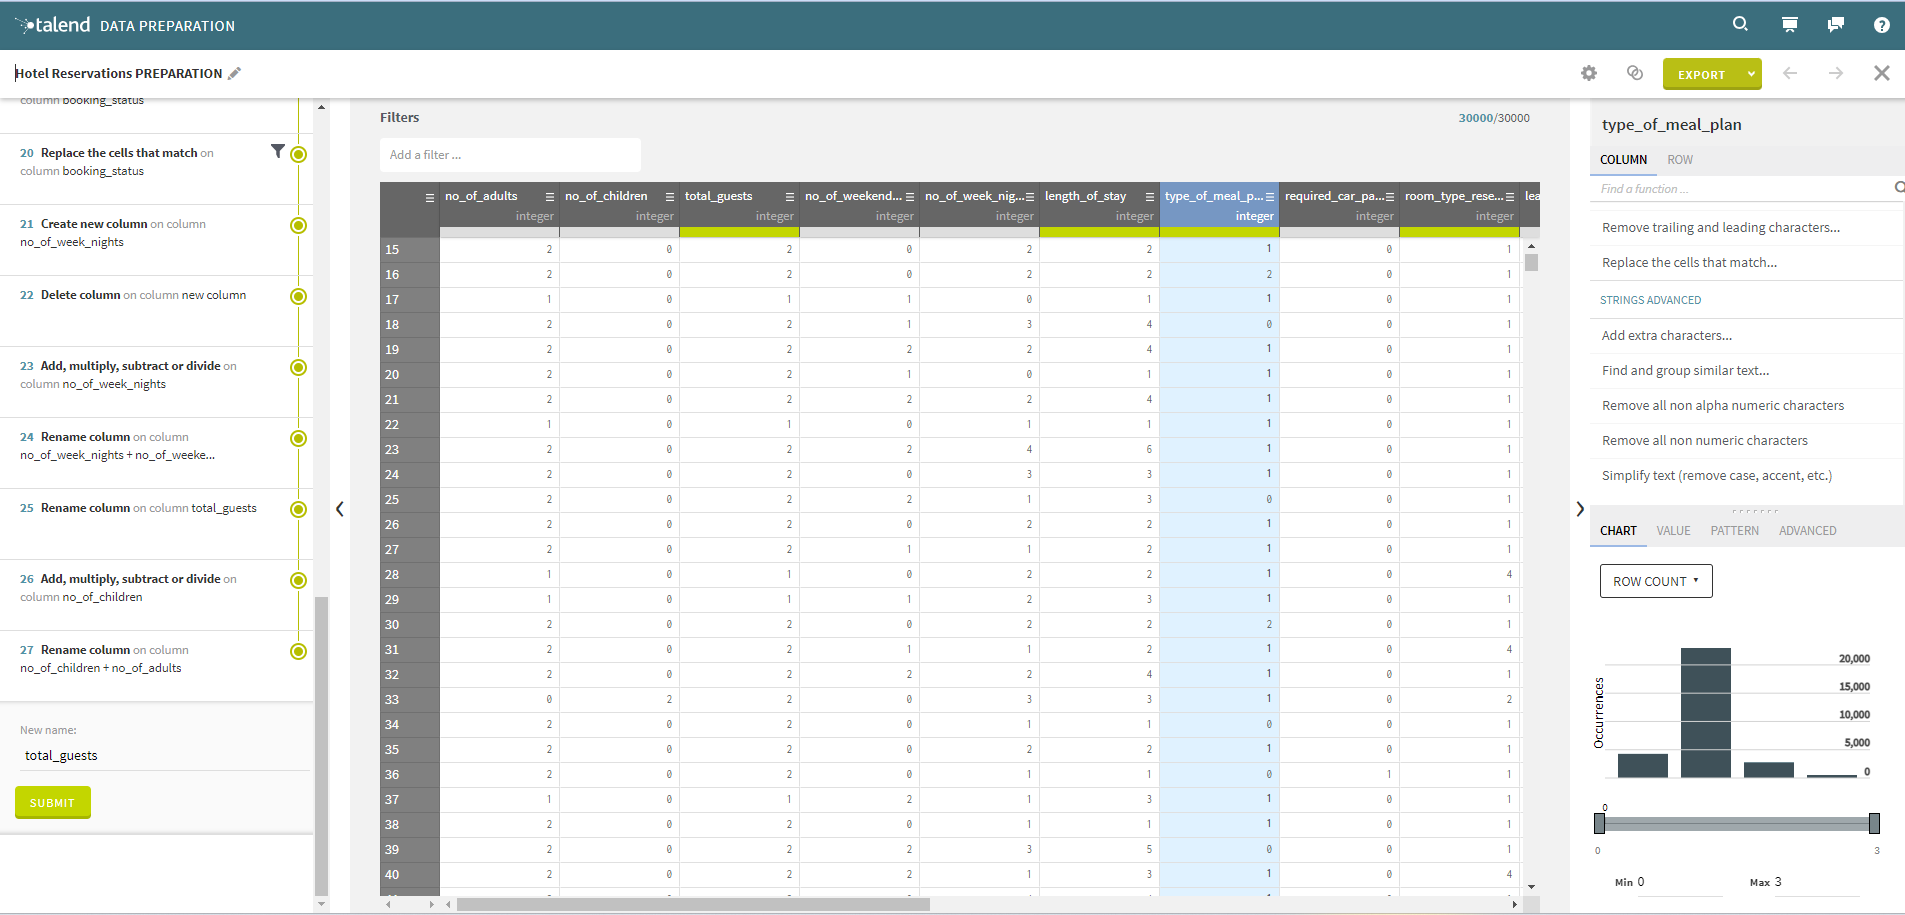 talend DATA PREPARATION
Hotel Reservations PREPARATION
EXPORT
column booking_status
20 Replace the cells that match on
column booking_status
21 Create new column on column
no_of_week_nights
22 Delete column on column new column
23 Add, multiply, subtract or divide on
column no_of_week_nights
24 Rename column on column
no_of_week_nights + no_of_weeke...
25 Rename column on column total_guests
26 Add, multiply, subtract or divide on
column no_of_children
27 Rename column on column
no_of_children + no_of_adults
New name:
total_guests
SUBMIT
Filters
30000/30000
Add a filter ...
no_of_adults no_of_children total_guests no_of_weekend... no_of_week_nig... length_of_stay type_of_meal_p... required_car_pa... room_type_rese... lea
integer integer integer integer integer integer integer integer integer
15 2 0 2 0 2 2 1 0 1
16 2 0 2 0 2 2 2 0 1
17 1 0 1 1 0 1 1 0 1
18 2 0 2 1 3 4 0 0 1
19 2 0 2 2 2 4 1 0 1
20 2 0 2 1 0 1 1 0 1
21 2 0 2 2 2 4 1 0 1
22 1 0 1 0 1 1 1 0 1
23 2 0 2 2 4 6 1 0 1
24 2 0 2 0 3 3 1 0 1
25 2 0 2 2 1 3 0 0 1
26 2 0 2 0 2 2 1 0 1
27 2 0 2 1 1 2 1 0 1
28 1 0 1 0 2 2 1 0 4
29 1 0 1 1 2 3 1 0 1
30 2 0 2 0 2 2 2 0 1
31 2 0 2 1 1 2 1 0 4
32 2 0 2 2 2 4 1 0 1
33 0 2 2 0 3 3 1 0 2
34 2 0 2 0 1 1 0 0 1
35 2 0 2 0 2 2 1 0 1
36 2 0 2 0 1 1 0 1 1
37 1 0 1 2 1 3 1 0 1
38 2 0 2 0 1 1 1 0 1
39 2 0 2 2 3 5 0 0 1
40 2 0 2 2 1 3 1 0 4
type_of_meal_plan
COLUMN ROW
Find a function ...
Remove trailing and leading characters...
Replace the cells that match...
STRINGS ADVANCED
Add extra characters...
Find and group similar text...
Remove all non alpha numeric characters
Remove all non numeric characters
Simplify text (remove case, accent, etc.)
CHART VALUE PATTERN ADVANCED
ROW COUNT
Occurrences
20,000
15,000
10,000
5,000
0
0
0 3
Min 0 Max 3